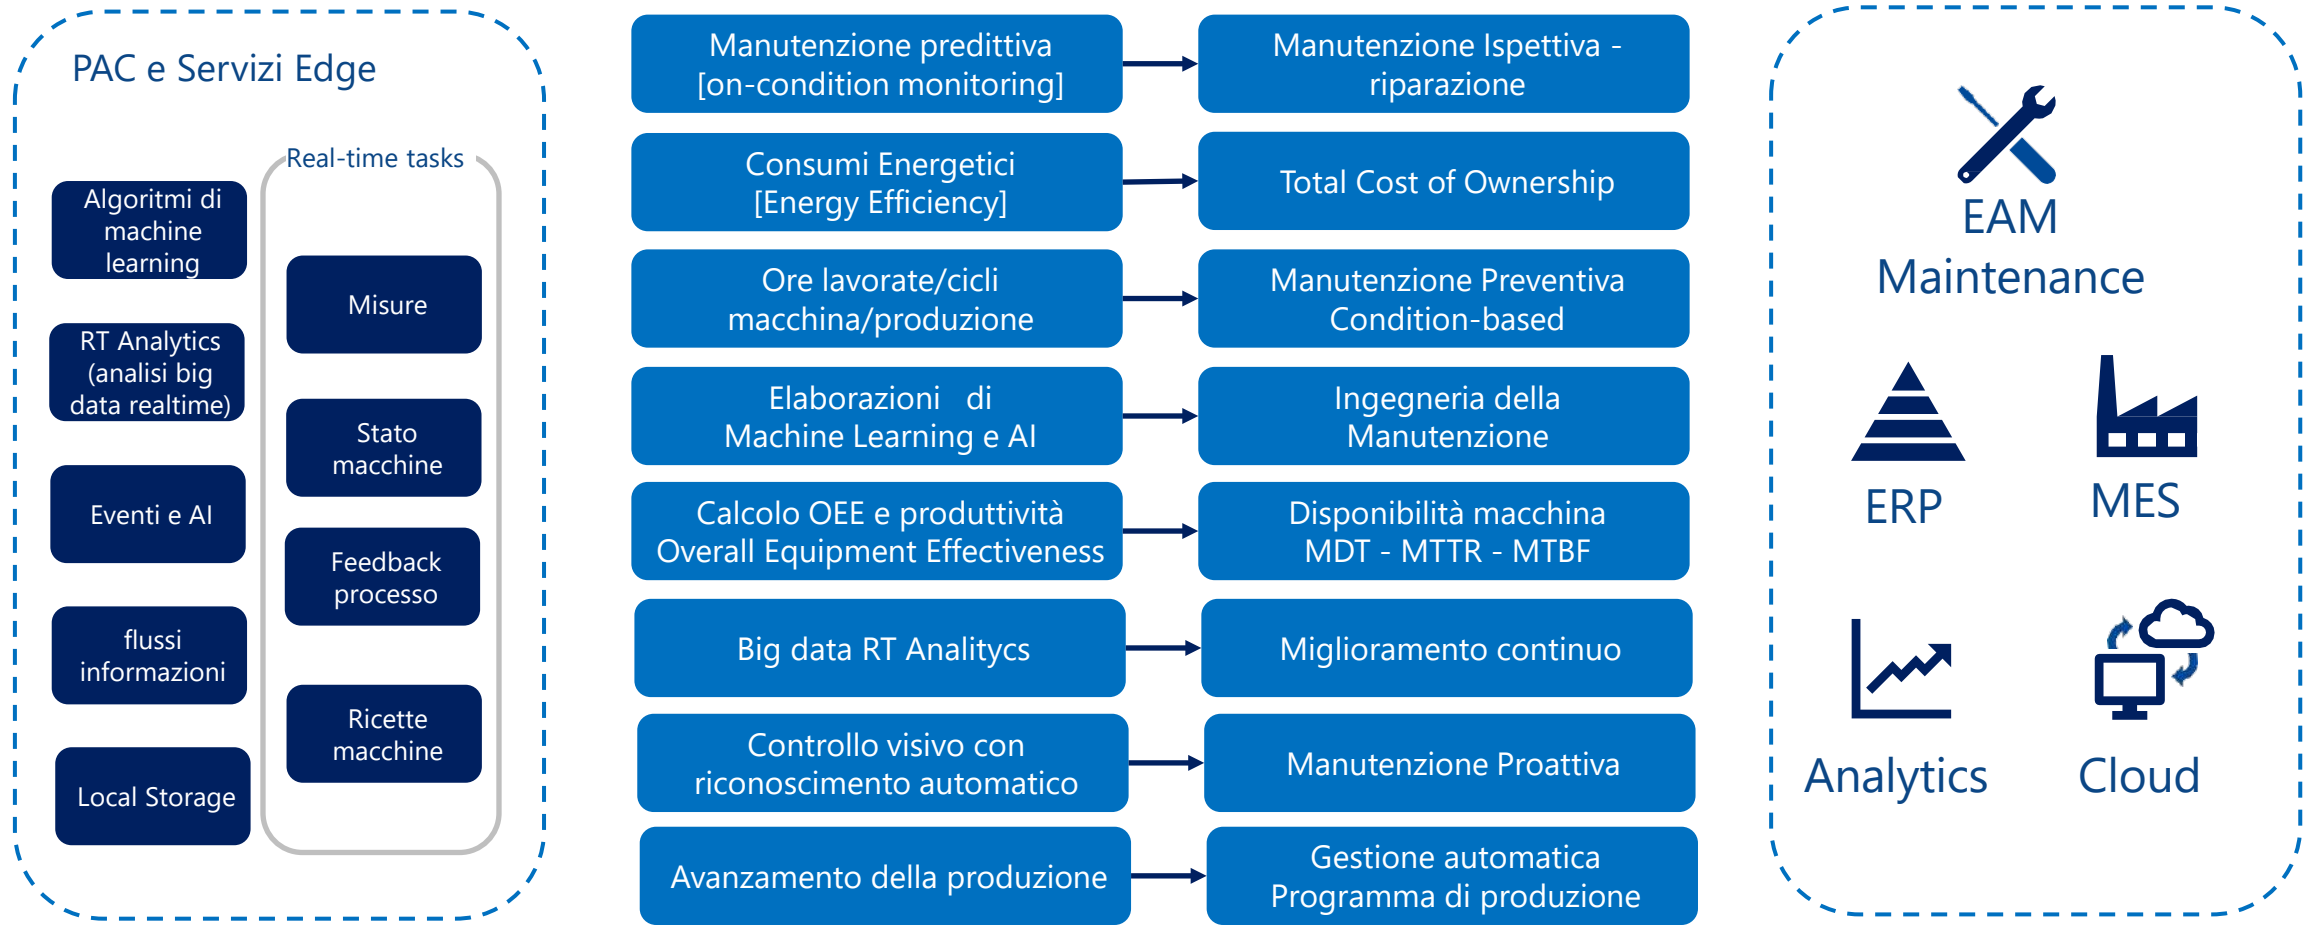 PAC e Servizi Edge
Real-time tasks
Algoritmi di
machine
learning
RT Analytics
(analisi big
data realtime)
Eventi e AI
flussi
informazioni
Local Storage
Misure
Stato
macchine
Feedback
processo
Ricette
macchine
Manutenzione predittiva
[on-condition monitoring]
Manutenzione Ispettiva -
riparazione
Consumi Energetici
[Energy Efficiency]
Total Cost of Ownership
Ore lavorate/cicli
macchina/produzione
Manutenzione Preventiva
Condition-based
Elaborazioni di
Machine Learning e AI
Ingegneria della
Manutenzione
Calcolo OEE e produttività
Overall Equipment Effectiveness
Disponibilità macchina
MDT - MTTR - MTBF
Big data RT Analitycs
Miglioramento continuo
Controllo visivo con
riconoscimento automatico
Manutenzione Proattiva
Avanzamento della produzione
Gestione automatica
Programma di produzione
EAM
Maintenance
ERP
MES
Analytics
Cloud